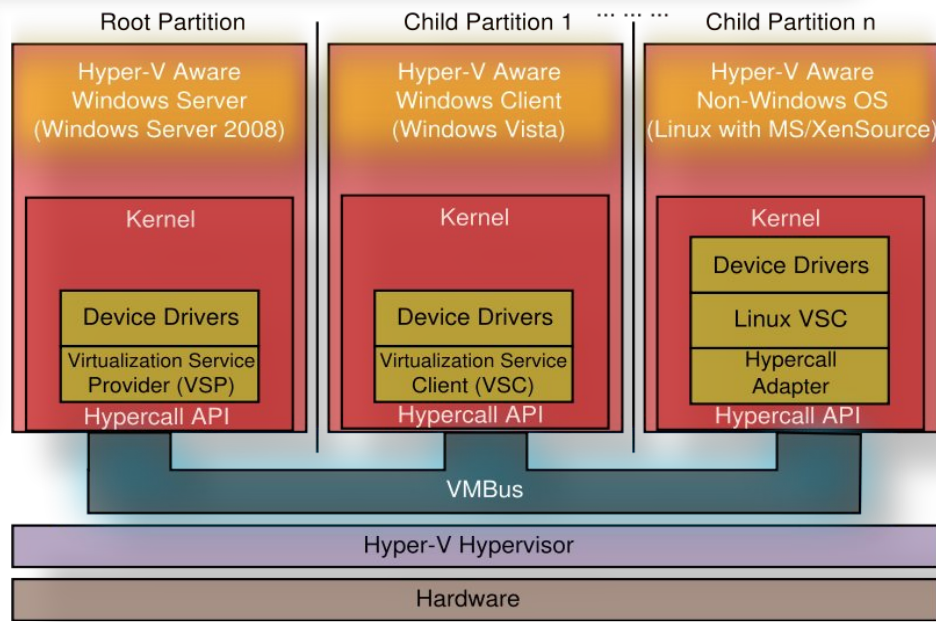 Root Partition
Child Partition 1
... ... ...
Child Partition n
Hyper-V Aware
Windows Server
(Windows Server 2008)
Kernel
Device Drivers
Virtualization Service
Provider (VSP)
Hypercall API
Hyper-V Aware
Windows Client
(Windows Vista)
Kernel
Device Drivers
Virtualization Service
Client (VSC)
Hypercall API
Hyper-V Aware
Non-Windows OS
(Linux with MS/XenSource)
Kernel
Device Drivers
Linux VSC
Hypercall
Adapter
Hypercall API
VMBus
Hyper-V Hypervisor
Hardware